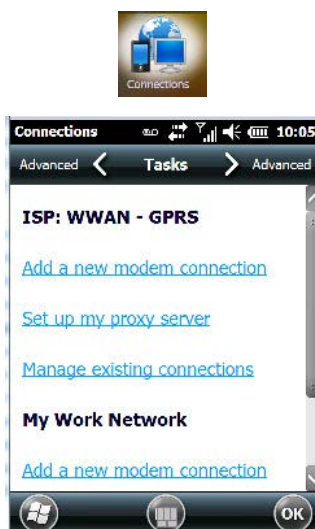 Connections
Connections 10:05
Advanced Tasks Advanced
ISP: WWAN - GPRS
Add a new modem connection
Set up my proxy server
Manage existing connections
My Work Network
Add a new modem connection
OK